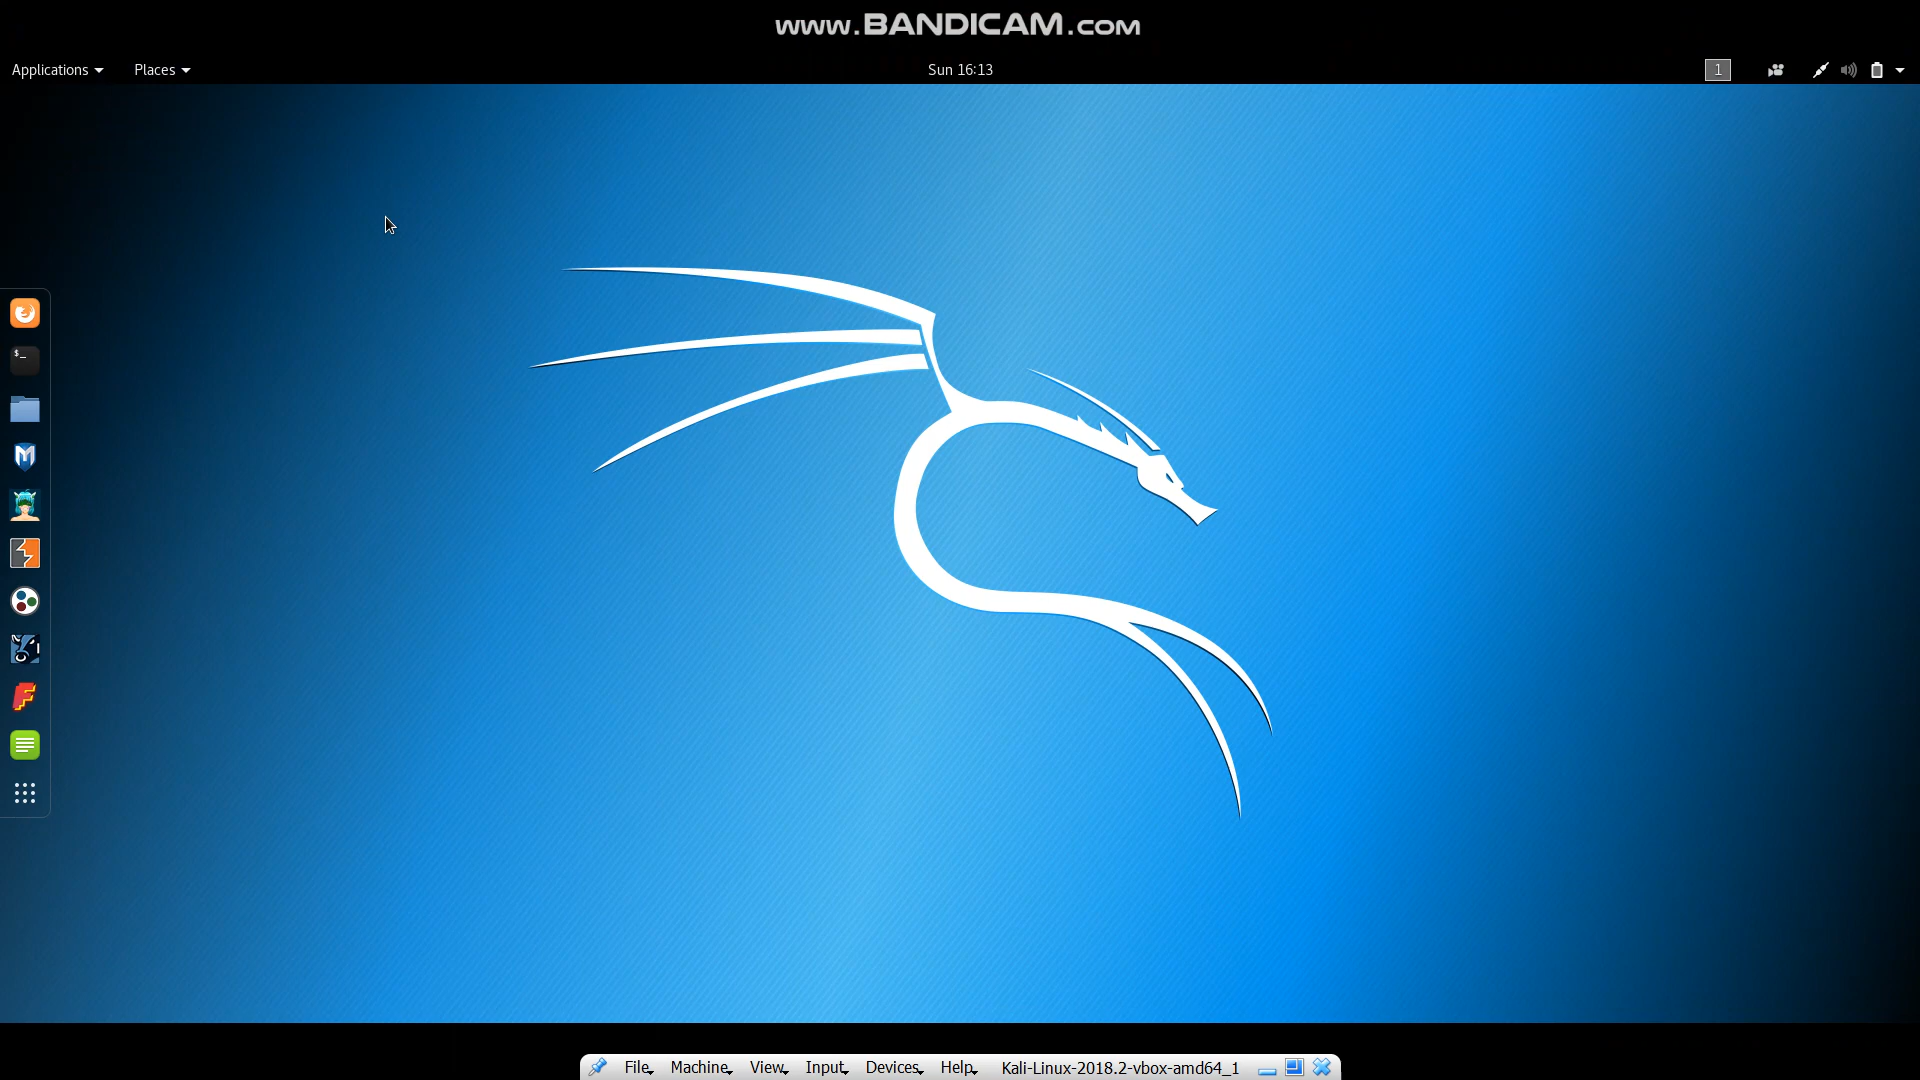 www.BANDICAM.com
Applications Places Sun 16:13 1
$_
File Machine View Input Devices Help Kali-Linux-2018.2-vbox-amd64_1